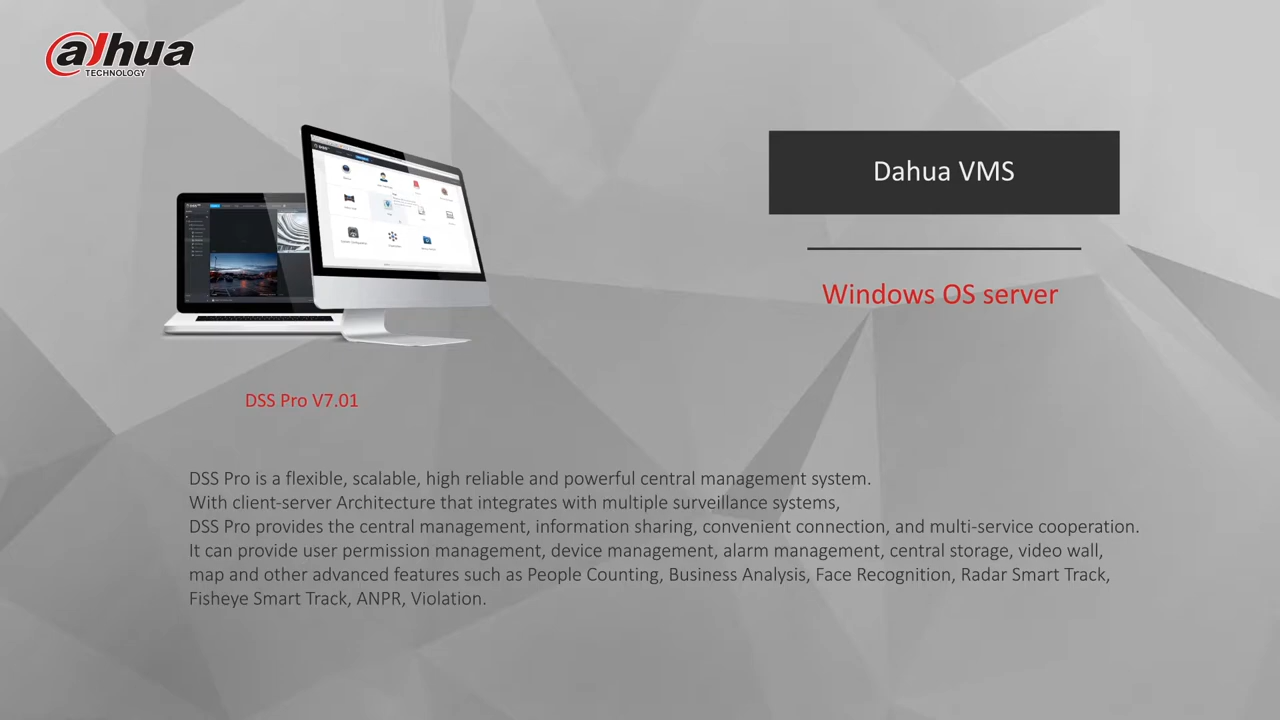 alhua
TECHNOLOGY
Dahua VMS
Windows OS server
DSS Pro V7.01
DSS Pro is a flexible, scalable, high reliable and powerful central management system.
With client-server Architecture that integrates with multiple surveillance systems,
DSS Pro provides the central management, information sharing, convenient connection, and multi-service cooperation.
It can provide user permission management, device management, alarm management, central storage, video wall,
map and other advanced features such as People Counting, Business Analysis, Face Recognition, Radar Smart Track,
Fisheye Smart Track, ANPR, Violation.